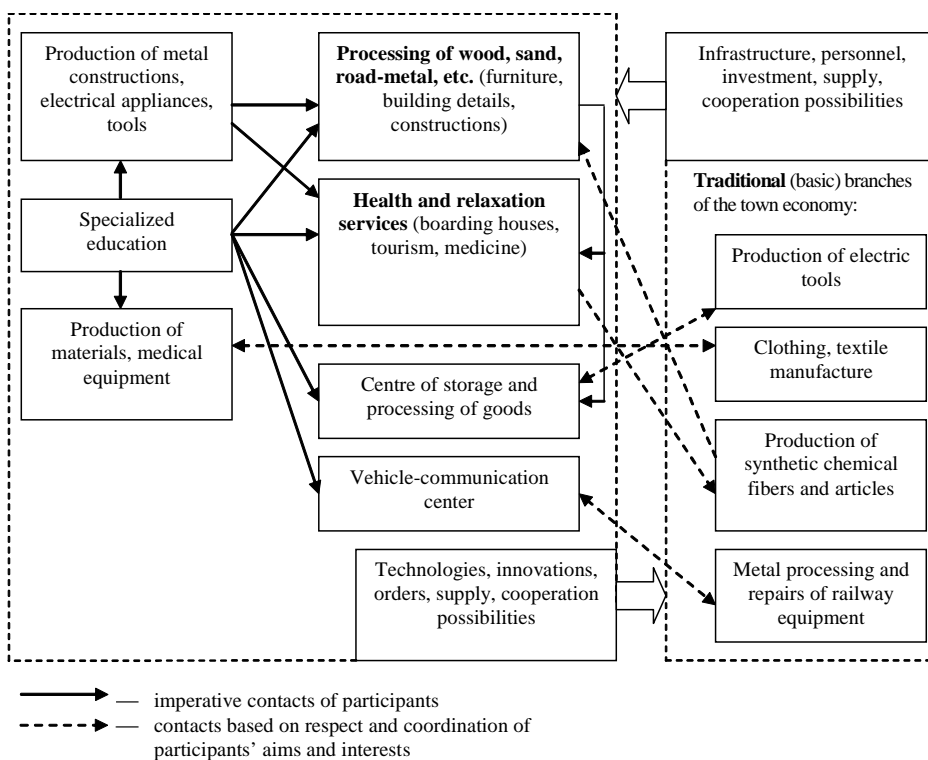 Production of metal
constructions,
electrical appliances,
tools
Processing of wood, sand,
road-metal, etc. (furniture,
building details,
constructions)
Infrastructure, personnel,
investment, supply,
cooperation possibilities
Specialized
education
Health and relaxation
services (boarding houses,
tourism, medicine)
Traditional (basic) branches
of the town economy:
Production of electric
tools
Production of
materials, medical
equipment
Clothing, textile
manufacture
Centre of storage and
processing of goods
Production of
synthetic chemical
fibers and articles
Vehicle-communication
center
Technologies, innovations,
orders, supply, cooperation
possibilities
Metal processing and
repairs of railway
equipment
— imperative contacts of participants
— contacts based on respect and coordination of
participants’ aims and interests